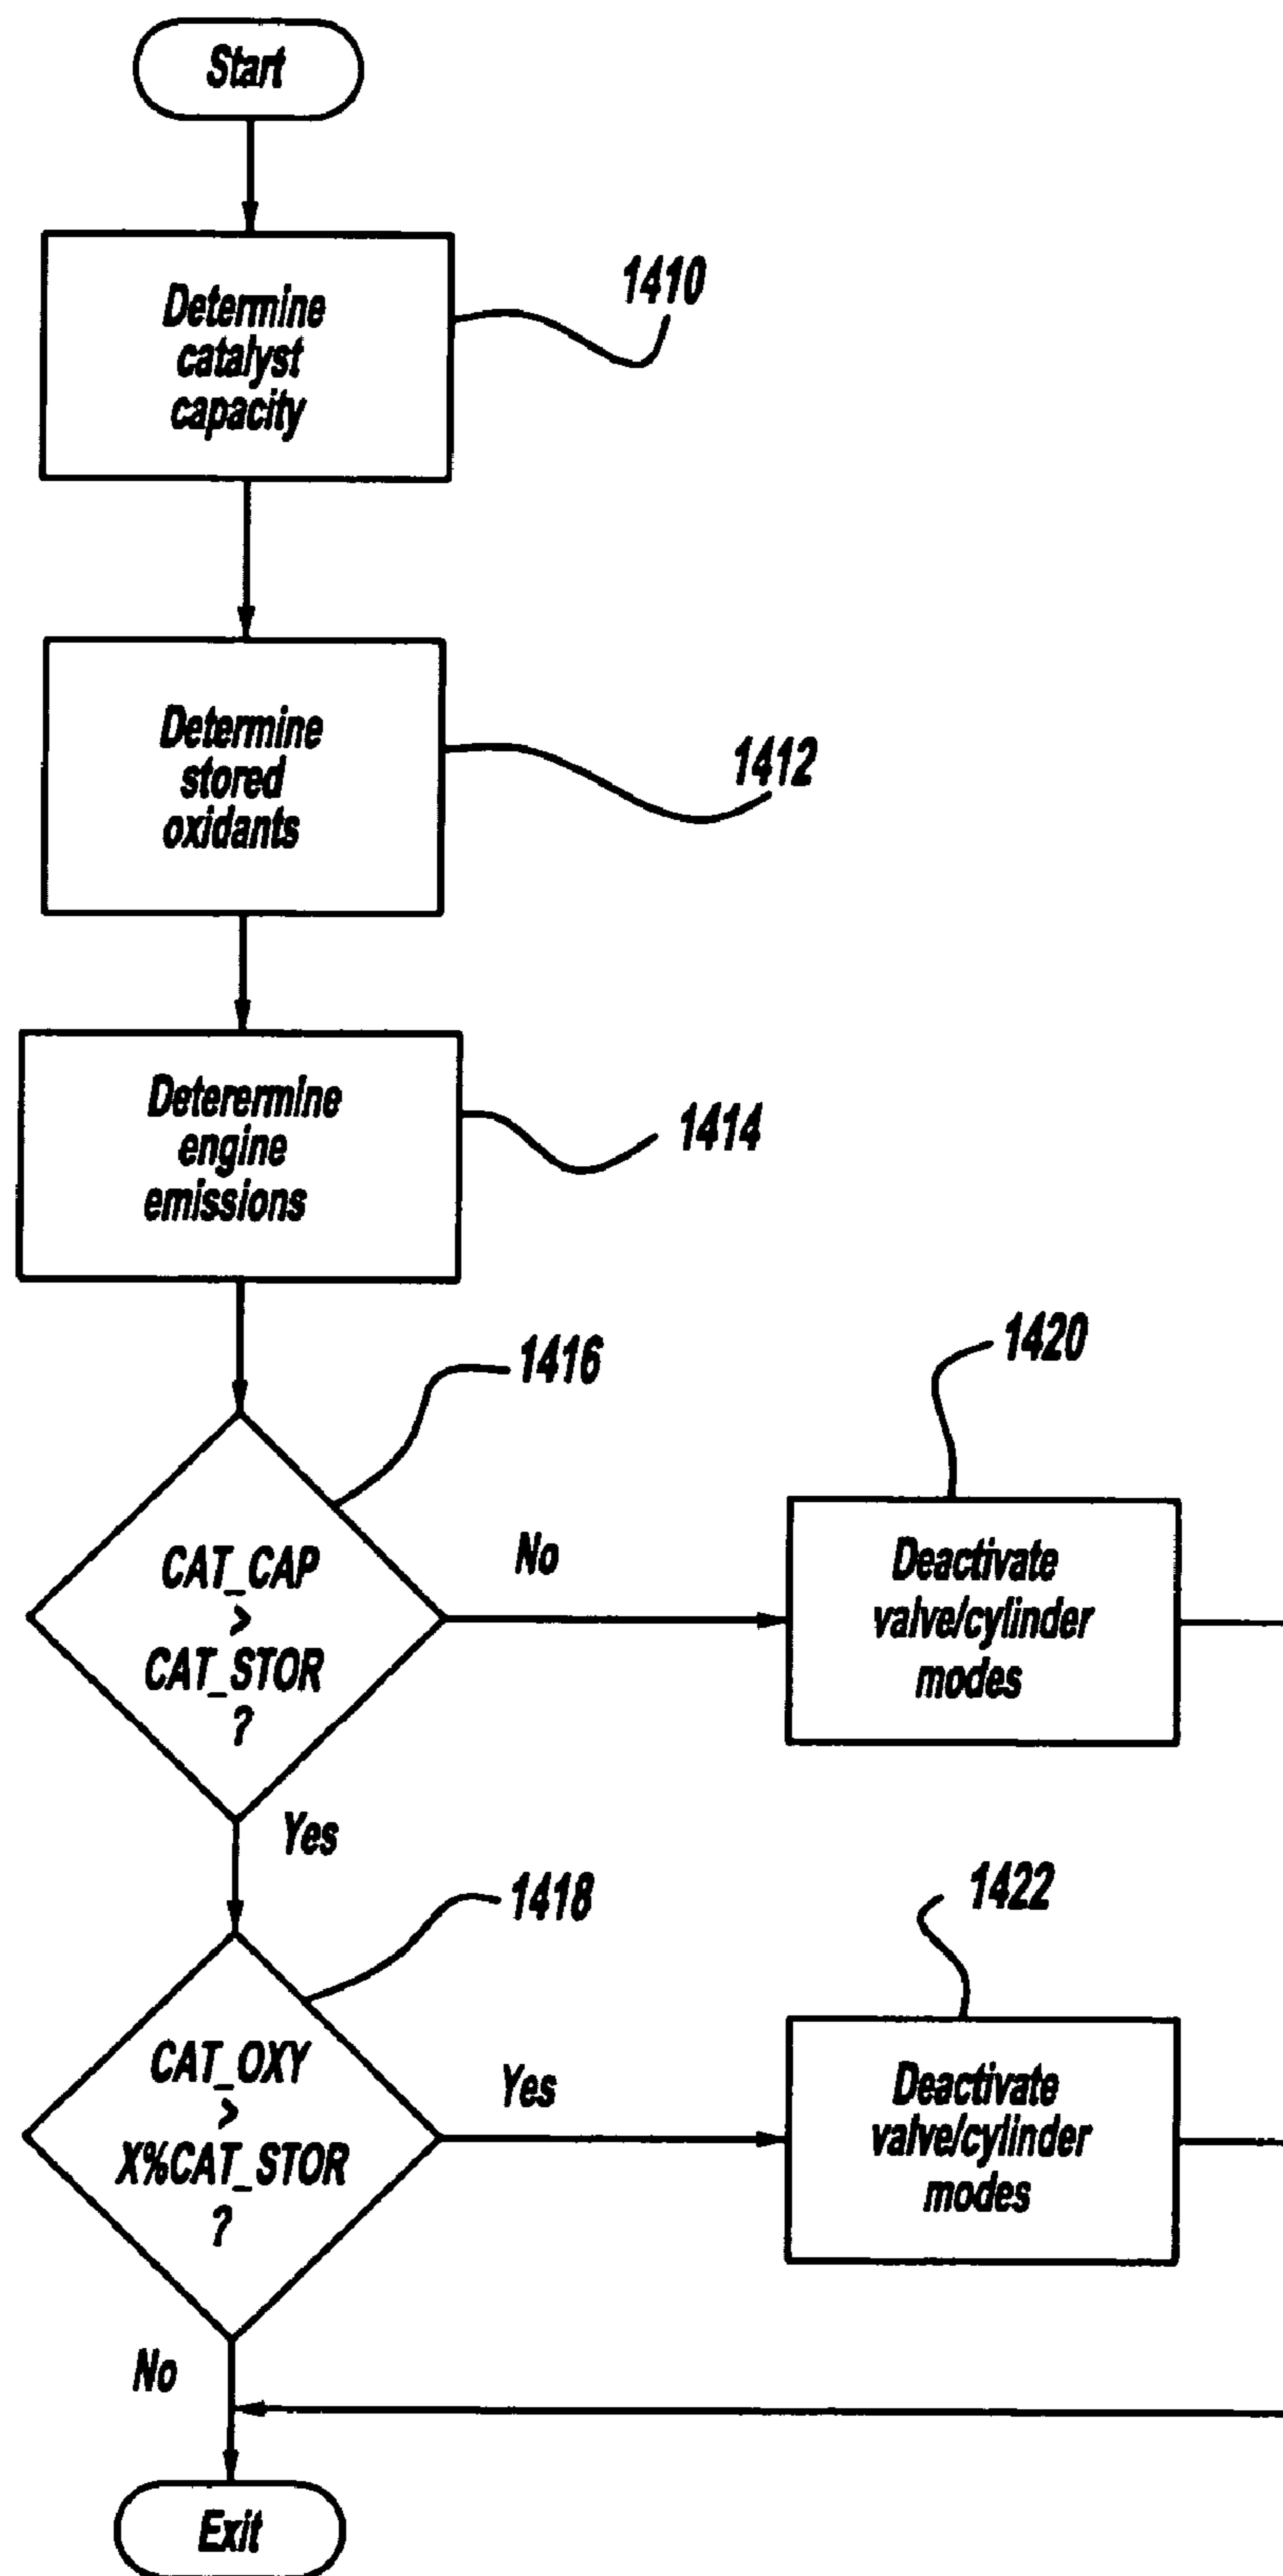 Start
1410
Determine
catalyst
capacity
1412
Determine
stored
oxidants
1414
Deterermine
engine
emissions
1416
CAT_CAP
>
CAT_STOR
?
No
1420
Deactivate
valve/cylinder
modes
Yes
1418
CAT_OXY
>
X%CAT_STOR
?
Yes
1422
Deactivate
valve/cylinder
modes
No
Exit